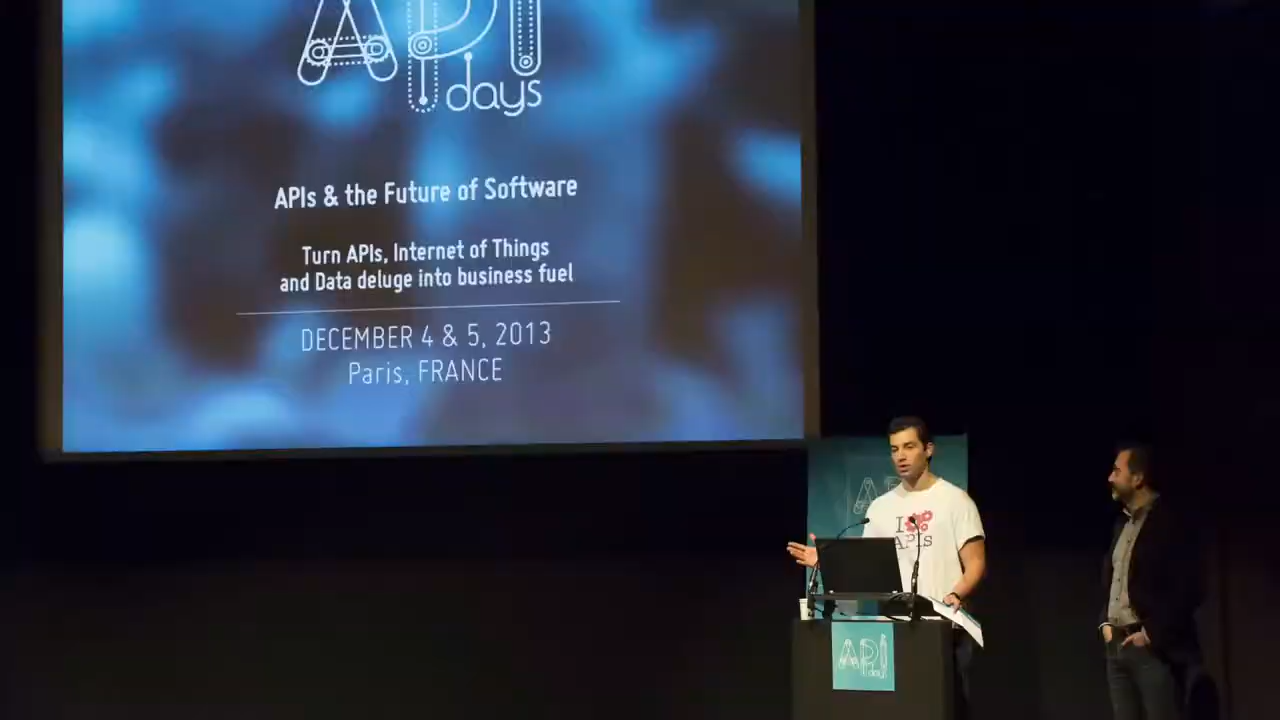 API
days
APIs & the Future of Software
Turn APIs, Internet of Things
and Data deluge into business fuel
DECEMBER 4 & 5, 2013
Paris, FRANCE
I
APIS
API
days